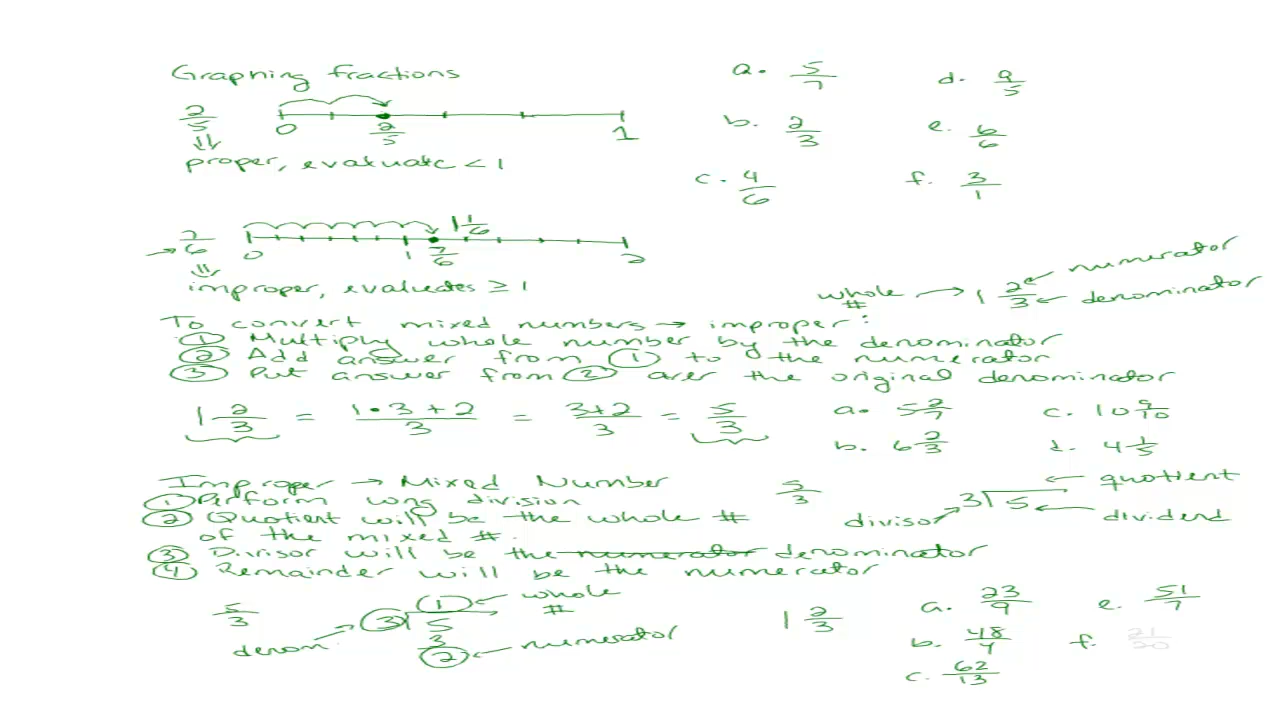 Graphing fractions
2/5 0 2/5 1
proper, evaluate < 1
a. 5/7 d. 9/5
b. 2/3 e. 6/6
c. 4/6 f. 3/1
7/6 0 1 7/6 1 1/6 2
improper, evaluates ≥ 1
whole # → 1 2/3 ← numerator ← denominator
To convert mixed numbers → improper:
① Multiply whole number by the denominator
② Add answer from ① to the numerator
③ Put answer from ② over the original denominator
1 2/3 = 1•3+2/3 = 3+2/3 = 5/3
a. 5 2/7 c. 10 9/10
b. 6 2/3 d. 4 1/5
Improper → Mixed Number
① Perform long division
② Quotient will be the whole #
of the mixed #.
③ Divisor will be the numerator denominator
④ Remainder will be the numerator
5/3 3 5 ← quotient
divisor dividend
5/3 1 ← whole #
denom → 3 5
3
2 ← numerator
1 2/3
a. 23/9 e. 51/7
b. 48/4 f. 21/20
c. 62/13